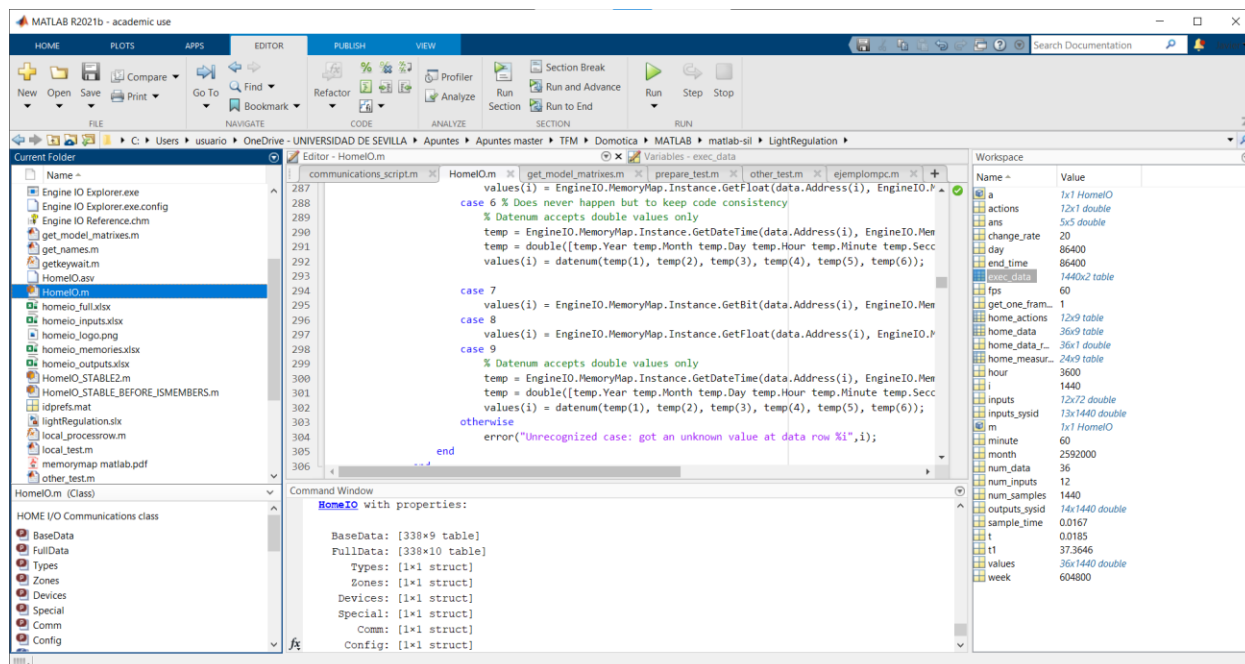 MATLAB R2021b - academic use
HOME PLOTS APPS EDITOR PUBLISH VIEW
Search Documentation
New Open Save Compare Print
Go To Find Bookmark
Refactor
Profiler Analyze
Run Section Section Break Run and Advance Run to End
Run Step Stop
FILE NAVIGATE CODE ANALYZE SECTION RUN
C: Users usuario OneDrive - UNIVERSIDAD DE SEVILLA Apuntes Apuntes master TFM Domotica MATLAB matlab-sil LightRegulation
Current Folder
Name
Engine IO Explorer.exe
Engine IO Explorer.exe.config
Engine IO Reference.chm
get_model_matrixes.m
get_names.m
getkeywait.m
HomeIO.asv
HomeIO.m
homeio_full.xlsx
homeio_inputs.xlsx
homeio_logo.png
homeio_memories.xlsx
homeio_outputs.xlsx
HomeIO_STABLE2.m
HomeIO_STABLE_BEFORE_ISMEMBERS.m
idprefs.mat
lightRegulation.slx
local_processrow.m
local_test.m
memorymap matlab.pdf
other_test.m
HomeIO.m (Class)
HOME I/O Communications class
BaseData
FullData
Types
Zones
Devices
Special
Comm
Config
Editor - HomeIO.m Variables - exec_data
communications_script.m HomeIO.m get_model_matrixes.m prepare_test.m other_test.m ejemplompc.m
287 values(i) = EngineIO.MemoryMap.Instance.GetFloat(data.Address(i), EngineIO.M
288 case 6 % Does never happen but to keep code consistency
289 % Datenum accepts double values only
290 temp = EngineIO.MemoryMap.Instance.GetDateTime(data.Address(i), EngineIO.Mem
291 temp = double([temp.Year temp.Month temp.Day temp.Hour temp.Minute temp.Secc
292 values(i) = datenum(temp(1), temp(2), temp(3), temp(4), temp(5), temp(6));
293
294 case 7
295 values(i) = EngineIO.MemoryMap.Instance.GetBit(data.Address(i), EngineIO.Mem
296 case 8
297 values(i) = EngineIO.MemoryMap.Instance.GetFloat(data.Address(i), EngineIO.M
298 case 9
299 % Datenum accepts double values only
300 temp = EngineIO.MemoryMap.Instance.GetDateTime(data.Address(i), EngineIO.Mem
301 temp = double([temp.Year temp.Month temp.Day temp.Hour temp.Minute temp.Secc
302 values(i) = datenum(temp(1), temp(2), temp(3), temp(4), temp(5), temp(6));
303 otherwise
304 error("Unrecognized case: got an unknown value at data row %i",i);
305 end
306
Command Window
HomeIO with properties:
BaseData: [338×9 table]
FullData: [338×10 table]
Types: [1×1 struct]
Zones: [1×1 struct]
Devices: [1×1 struct]
Special: [1×1 struct]
Comm: [1×1 struct]
Config: [1×1 struct]
fx
Workspace
Name Value
a 1x1 HomeIO
actions 12x1 double
ans 5x5 double
change_rate 20
day 86400
end_time 86400
exec_data 1440x2 table
fps 60
get_one_fram... 1
home_actions 12x9 table
home_data 36x9 table
home_data_r... 36x1 double
home_measur... 24x9 table
hour 3600
i 1440
inputs 12x72 double
inputs_sysid 13x1440 double
m 1x1 HomeIO
minute 60
month 2592000
num_data 36
num_inputs 12
num_samples 1440
outputs_sysid 14x1440 double
sample_time 0.0167
t 0.0185
t1 37.3646
values 36x1440 double
week 604800